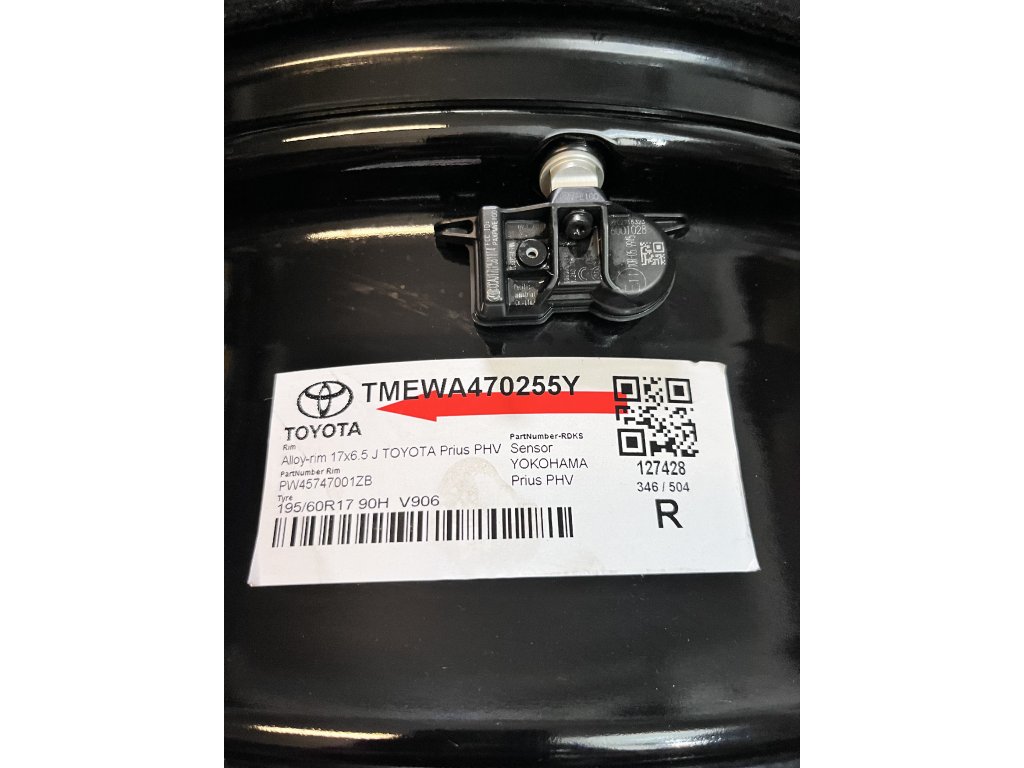 8001028
TMEWA470255Y
TOYOTA
Rim
Alloy-rim 17x6.5 J TOYOTA Prius PHV
PartNumber Rim
PW45747001ZB
Tyre
195/60R17 90H V906
PartNumber-RDKS
Sensor
YOKOHAMA
Prius PHV
127428
346 / 504
R